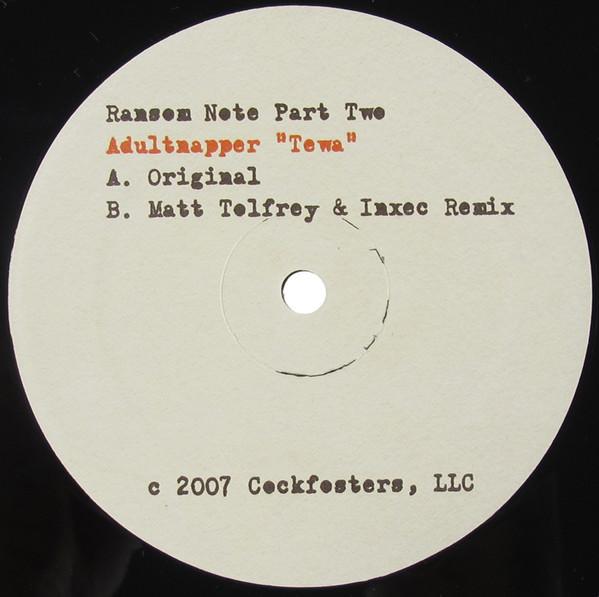 Ransom Note Part Two
Adultnapper "Tewa"
A. Original
B. Matt Tolfrey & Inxec Remix
c 2007 Cockfosters, LLC